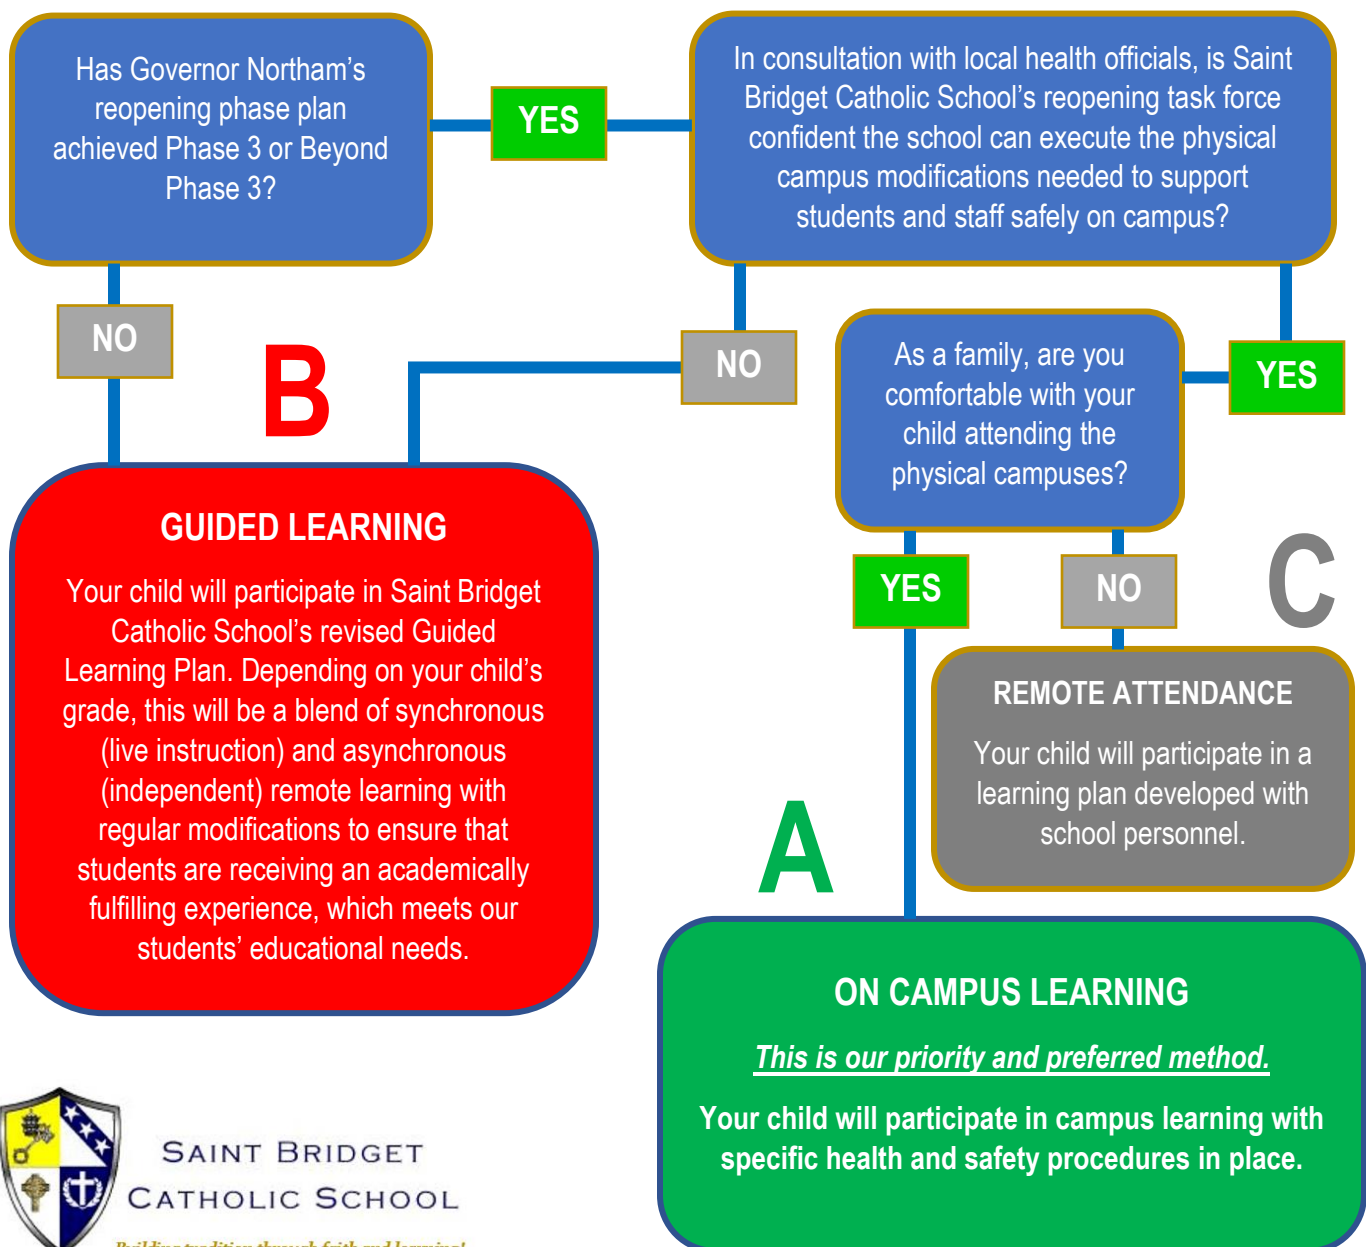 Has Governor Northam’s
reopening phase plan
achieved Phase 3 or Beyond
Phase 3?
YES
In consultation with local health officials, is Saint
Bridget Catholic School’s reopening task force
confident the school can execute the physical
campus modifications needed to support
students and staff safely on campus?
NO
B
NO
As a family, are you
comfortable with your
child attending the
physical campuses?
YES
GUIDED LEARNING
Your child will participate in Saint Bridget
Catholic School’s revised Guided
Learning Plan. Depending on your child’s
grade, this will be a blend of synchronous
(live instruction) and asynchronous
(independent) remote learning with
regular modifications to ensure that
students are receiving an academically
fulfilling experience, which meets our
students’ educational needs.
YES
NO
C
REMOTE ATTENDANCE
Your child will participate in a
learning plan developed with
school personnel.
A
ON CAMPUS LEARNING
This is our priority and preferred method.
Your child will participate in campus learning with
specific health and safety procedures in place.
SAINT BRIDGET
CATHOLIC SCHOOL
Building tradition through faith and learning!